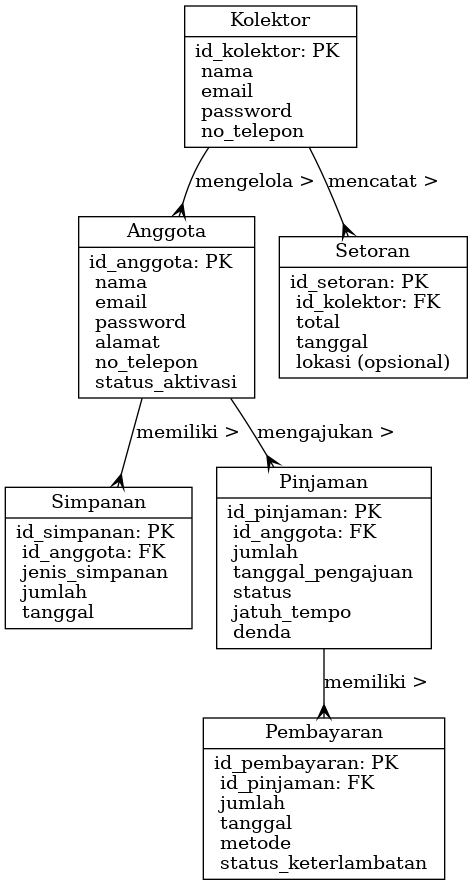 Kolektor
id_kolektor: PK
nama
email
password
no_telepon
mengelola >
mencatat >
Anggota
id_anggota: PK
nama
email
password
alamat
no_telepon
status_aktivasi
Setoran
id_setoran: PK
id_kolektor: FK
total
tanggal
lokasi (opsional)
memiliki >
mengajukan >
Simpanan
id_simpanan: PK
id_anggota: FK
jenis_simpanan
jumlah
tanggal
Pinjaman
id_pinjaman: PK
id_anggota: FK
jumlah
tanggal_pengajuan
status
jatuh_tempo
denda
memiliki >
Pembayaran
id_pembayaran: PK
id_pinjaman: FK
jumlah
tanggal
metode
status_keterlambatan